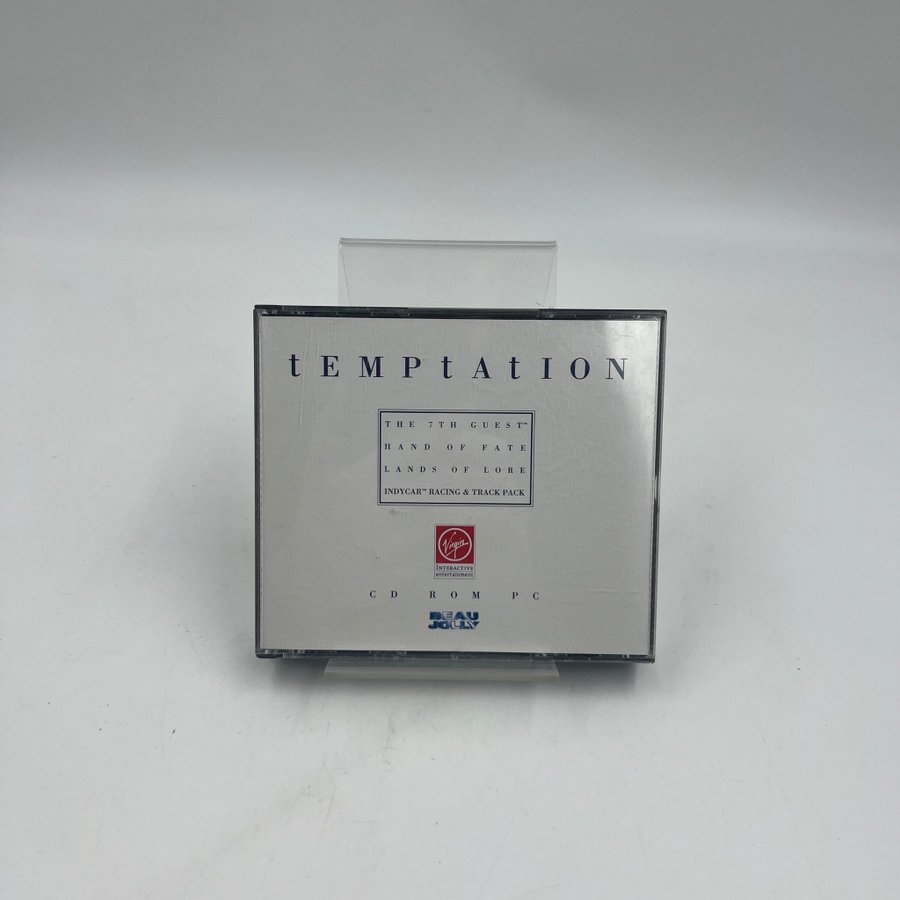 tEMPtAtION
THE 7TH GUEST™
HAND OF FATE
LANDS OF LORE
INDYCAR™ RACING & TRACK PACK
Virgin
INTERACTIVE
entertainment
CD ROM PC
BEAU
JOLLY